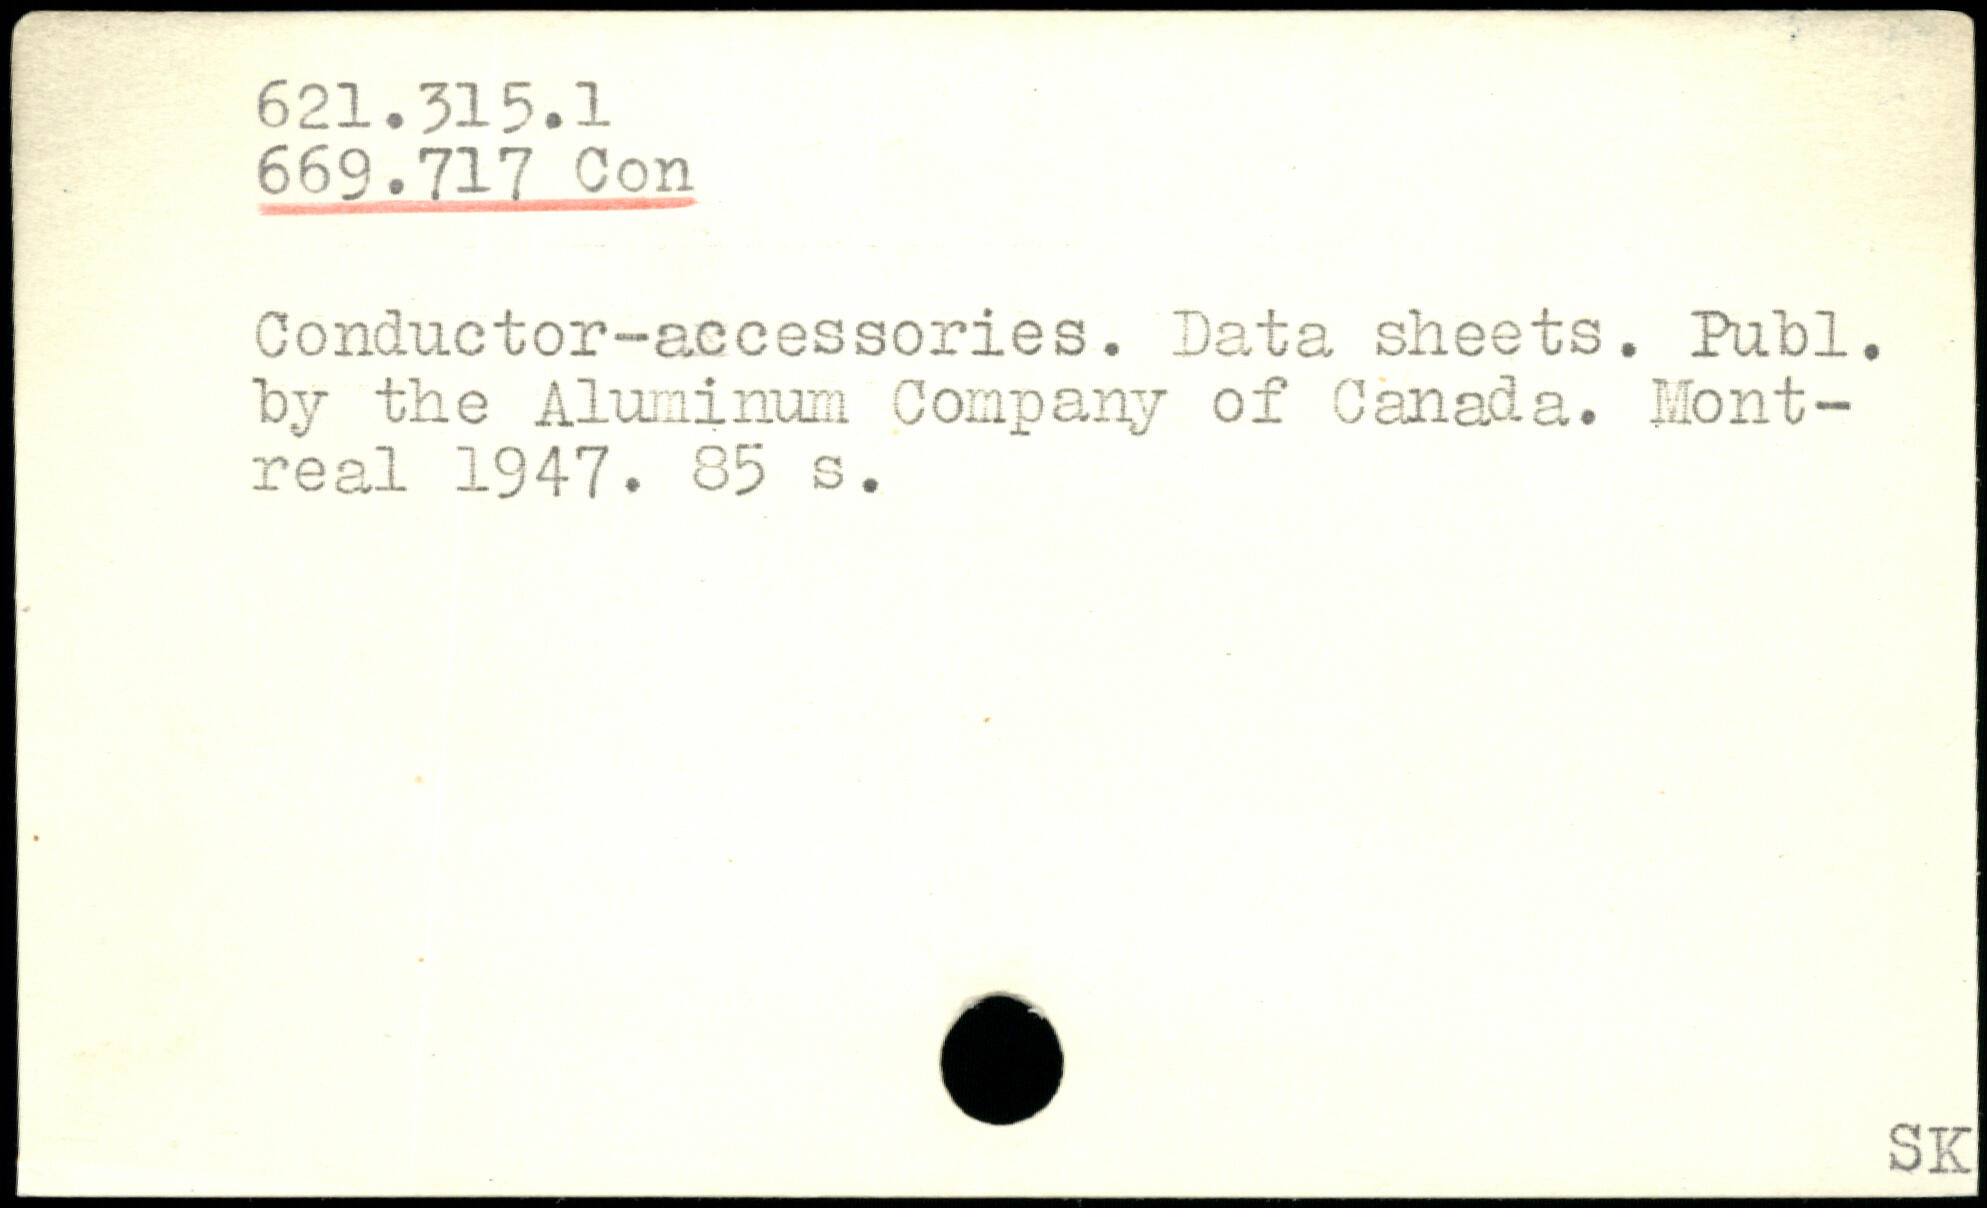 621.315.1
669.717 Con
Conductor-accessories. Data sheets. Publ.
by the Aluminum Company of Canada. Mont-
real 1947. 85 s.
SK